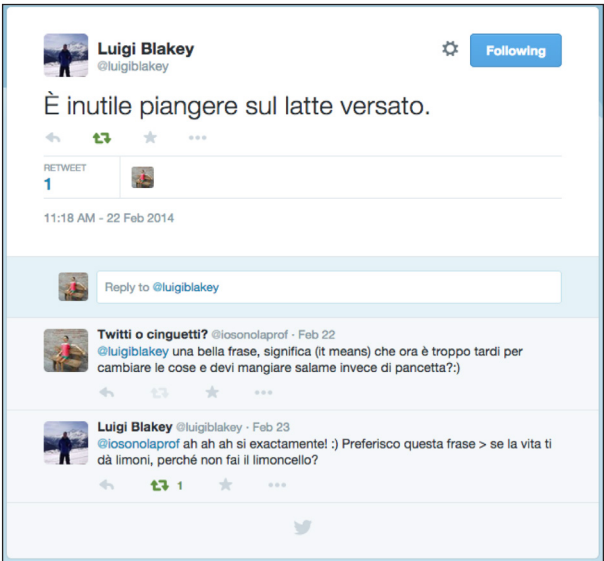 Luigi Blakey
@luigiblakey
Following
È inutile piangere sul latte versato.
RETWEET
1
11:18 AM - 22 Feb 2014
Reply to @luigiblakey
Twitti o cinguetti? @iosonolaprof · Feb 22
@luigiblakey una bella frase, significa (it means) che ora è troppo tardi per
cambiare le cose e devi mangiare salame invece di pancetta?:)
Luigi Blakey @luigiblakey · Feb 23
@iosonolaprof ah ah ah si exactamente! :) Preferisco questa frase > se la vita ti
dà limoni, perché non fai il limoncello?
1